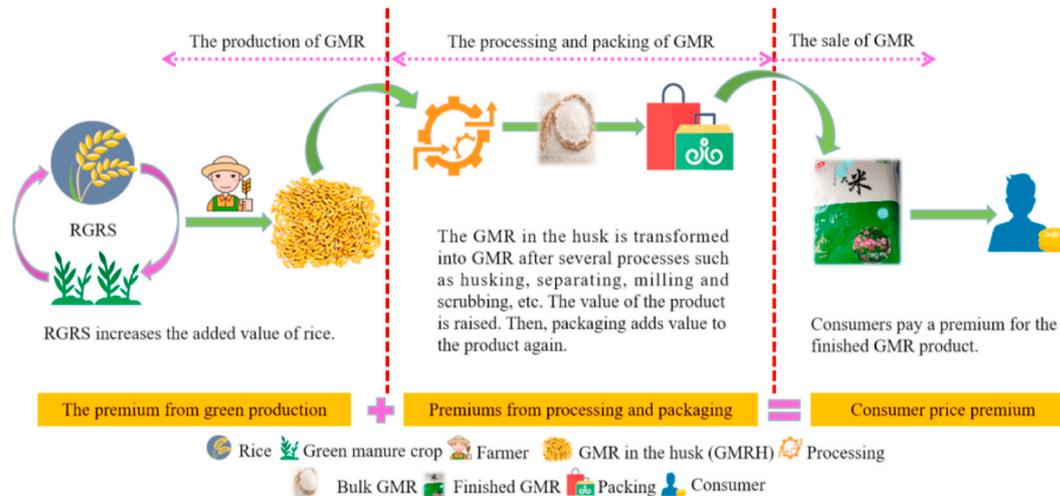 The production of GMR
The processing and packing of GMR
The sale of GMR
RGRS
RGRS increases the added value of rice.
The GMR in the husk is transformed
into GMR after several processes such
as husking, separating, milling and
scrubbing, etc. The value of the product
is raised. Then, packaging adds value to
the product again.
米
Consumers pay a premium for the
finished GMR product.
The premium from green production
+
Premiums from processing and packaging
=
Consumer price premium
Rice
Green manure crop
Farmer
GMR in the husk (GMRH)
Processing
Bulk GMR
Finished GMR
Packing
Consumer